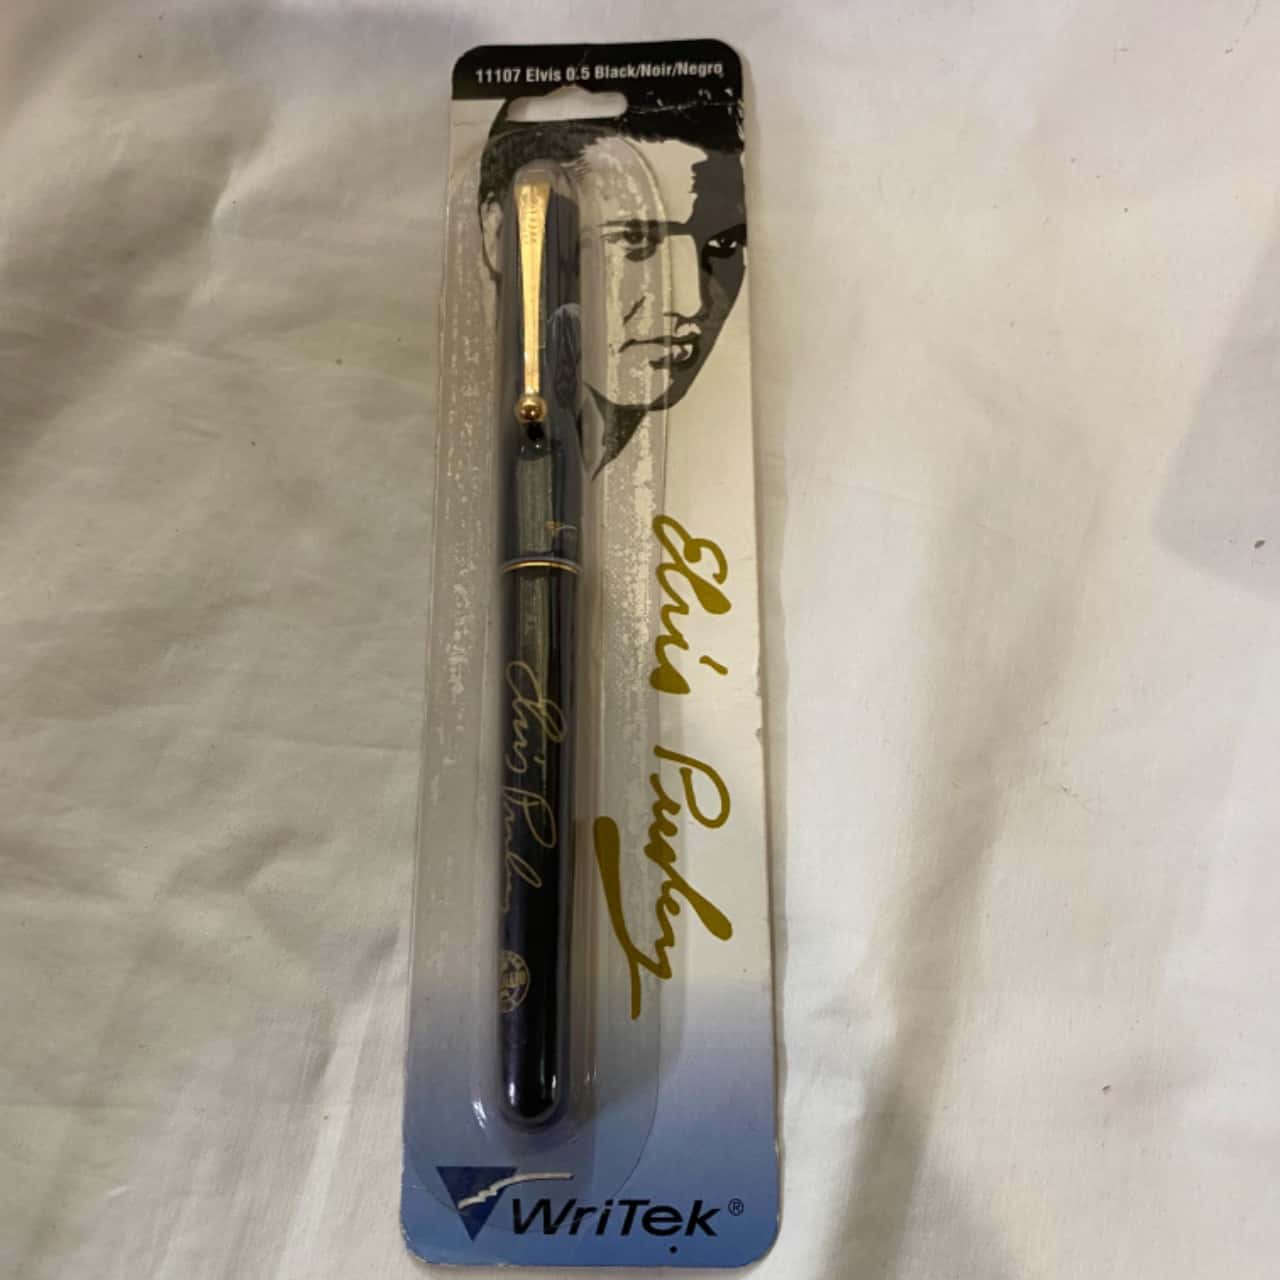 11107 Elvis 0.5 Black/Noir/Negro
Elvis Presley
Elvis Presley
WriTek®